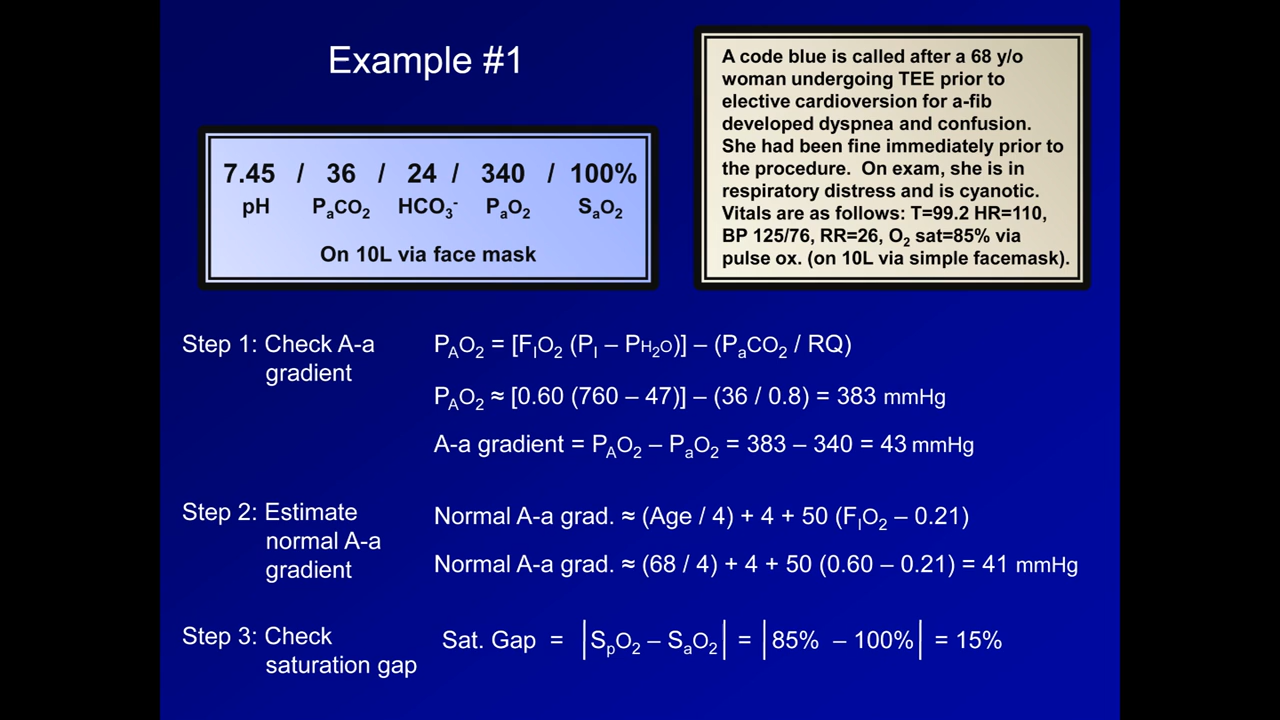 Example #1
A code blue is called after a 68 y/o
woman undergoing TEE prior to
elective cardioversion for a-fib
developed dyspnea and confusion.
She had been fine immediately prior to
the procedure.  On exam, she is in
respiratory distress and is cyanotic.
Vitals are as follows: T=99.2 HR=110,
BP 125/76, RR=26, O₂ sat=85% via
pulse ox. (on 10L via simple facemask).
7.45 / 36 / 24 / 340 / 100%
pH PaCO₂ HCO₃⁻ PaO₂ SaO₂
On 10L via face mask
Step 1: Check A-a
gradient
PAO₂ = [FIO₂ (PI – PH₂O)] – (PaCO₂ / RQ)
PAO₂ ≈ [0.60 (760 – 47)] – (36 / 0.8) = 383 mmHg
A-a gradient = PAO₂ – PaO₂ = 383 – 340 = 43 mmHg
Step 2: Estimate
normal A-a
gradient
Normal A-a grad. ≈ (Age / 4) + 4 + 50 (FIO₂ – 0.21)
Normal A-a grad. ≈ (68 / 4) + 4 + 50 (0.60 – 0.21) = 41 mmHg
Step 3: Check
saturation gap
Sat. Gap = |SpO₂ – SaO₂| = |85% – 100%| = 15%